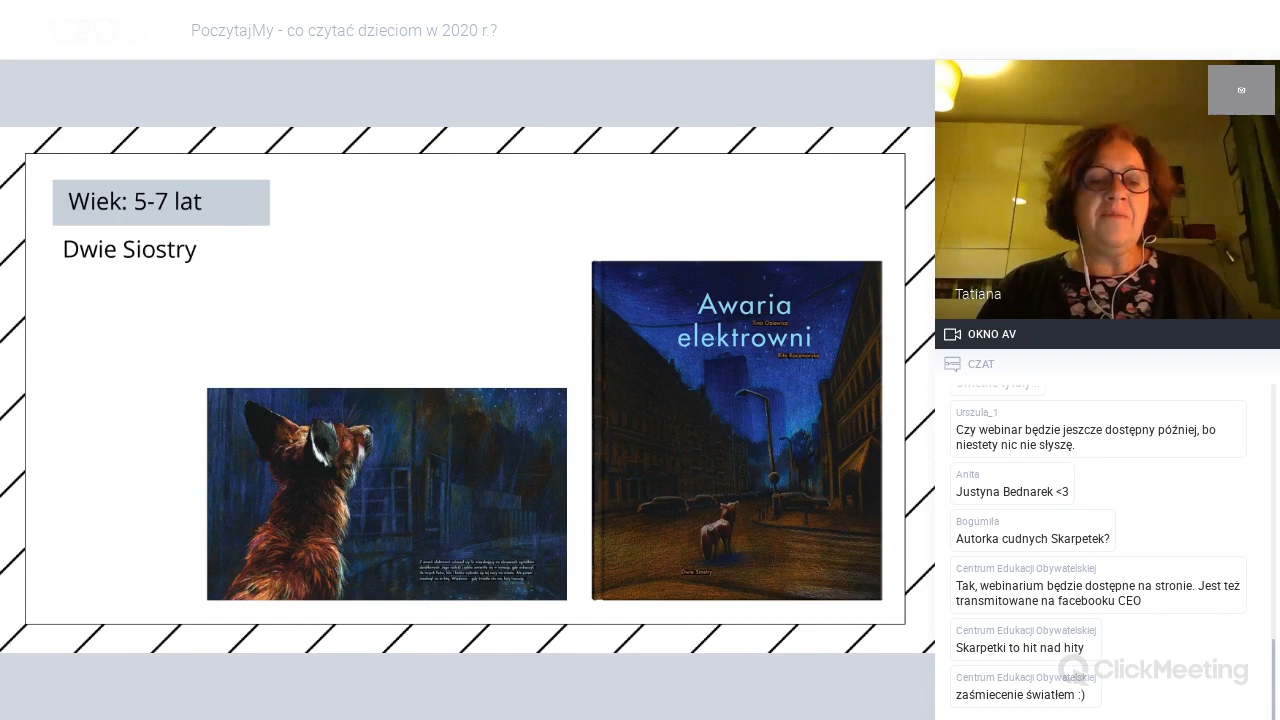 PoczytajMy - co czytać dzieciom w 2020 r.?
Wiek: 5-7 lat
Dwie Siostry
Awaria
elektrowni
Dwie Siostry
Tatiana
OKNO AV
CZAT
Urszula_1
Czy webinar będzie jeszcze dostępny później, bo
niestety nic nie słyszę.
Anita
Justyna Bednarek <3
Bogumiła
Autorka cudnych Skarpetek?
Centrum Edukacji Obywatelskiej
Tak, webinarium będzie dostępne na stronie. Jest też
transmitowane na facebooku CEO
Centrum Edukacji Obywatelskiej
Skarpetki to hit nad hity
ClickMeeting
Centrum Edukacji Obywatelskiej
zaśmiecenie światłem :)